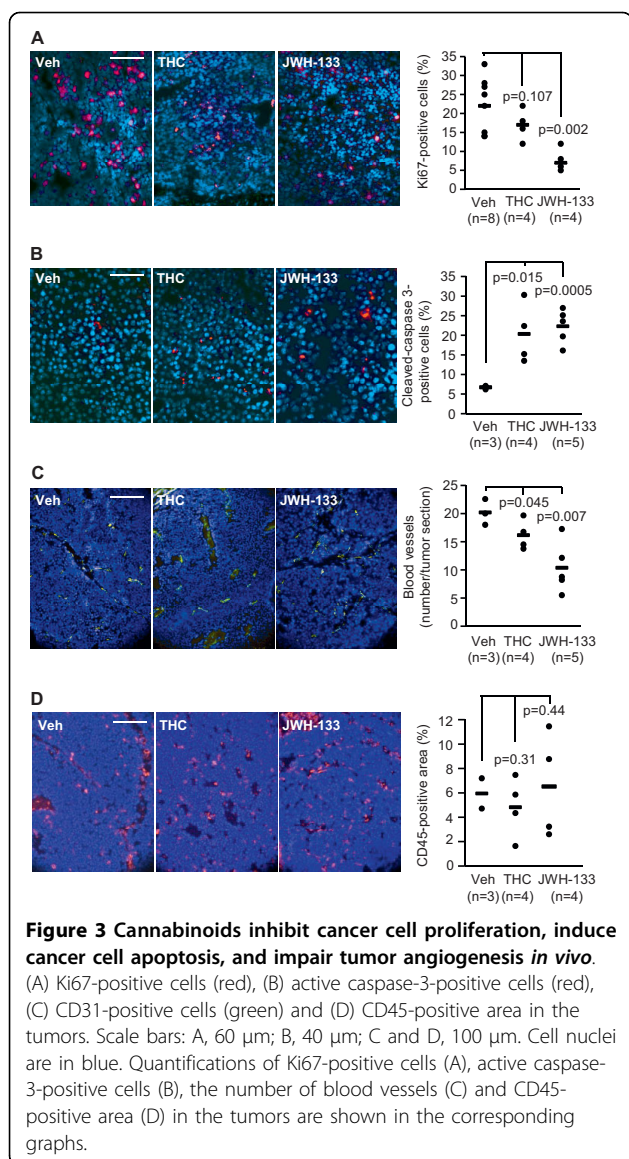 A
Veh
THC
JWH-133
Ki67-positive cells (%)
35
30
25
20
15
10
5
0
p=0.107
p=0.002
Veh THC JWH-133
(n=8) (n=4) (n=4)
B
Veh
THC
JWH-133
Cleaved-caspase 3-
positive cells (%)
35
30
25
20
15
10
5
0
p=0.015
p=0.0005
Veh THC JWH-133
(n=3) (n=4) (n=5)
C
Veh
THC
JWH-133
Blood vessels
(number/tumor section)
25
20
15
10
5
0
p=0.045
p=0.007
Veh THC JWH-133
(n=3) (n=4) (n=5)
D
Veh
THC
JWH-133
CD45-positive area (%)
12
10
8
6
4
2
0
p=0.44
p=0.31
Veh THC JWH-133
(n=3) (n=4) (n=4)
Figure 3 Cannabinoids inhibit cancer cell proliferation, induce
cancer cell apoptosis, and impair tumor angiogenesis in vivo.
(A) Ki67-positive cells (red), (B) active caspase-3-positive cells (red),
(C) CD31-positive cells (green) and (D) CD45-positive area in the
tumors. Scale bars: A, 60 μm; B, 40 μm; C and D, 100 μm. Cell nuclei
are in blue. Quantifications of Ki67-positive cells (A), active caspase-
3-positive cells (B), the number of blood vessels (C) and CD45-
positive area (D) in the tumors are shown in the corresponding
graphs.